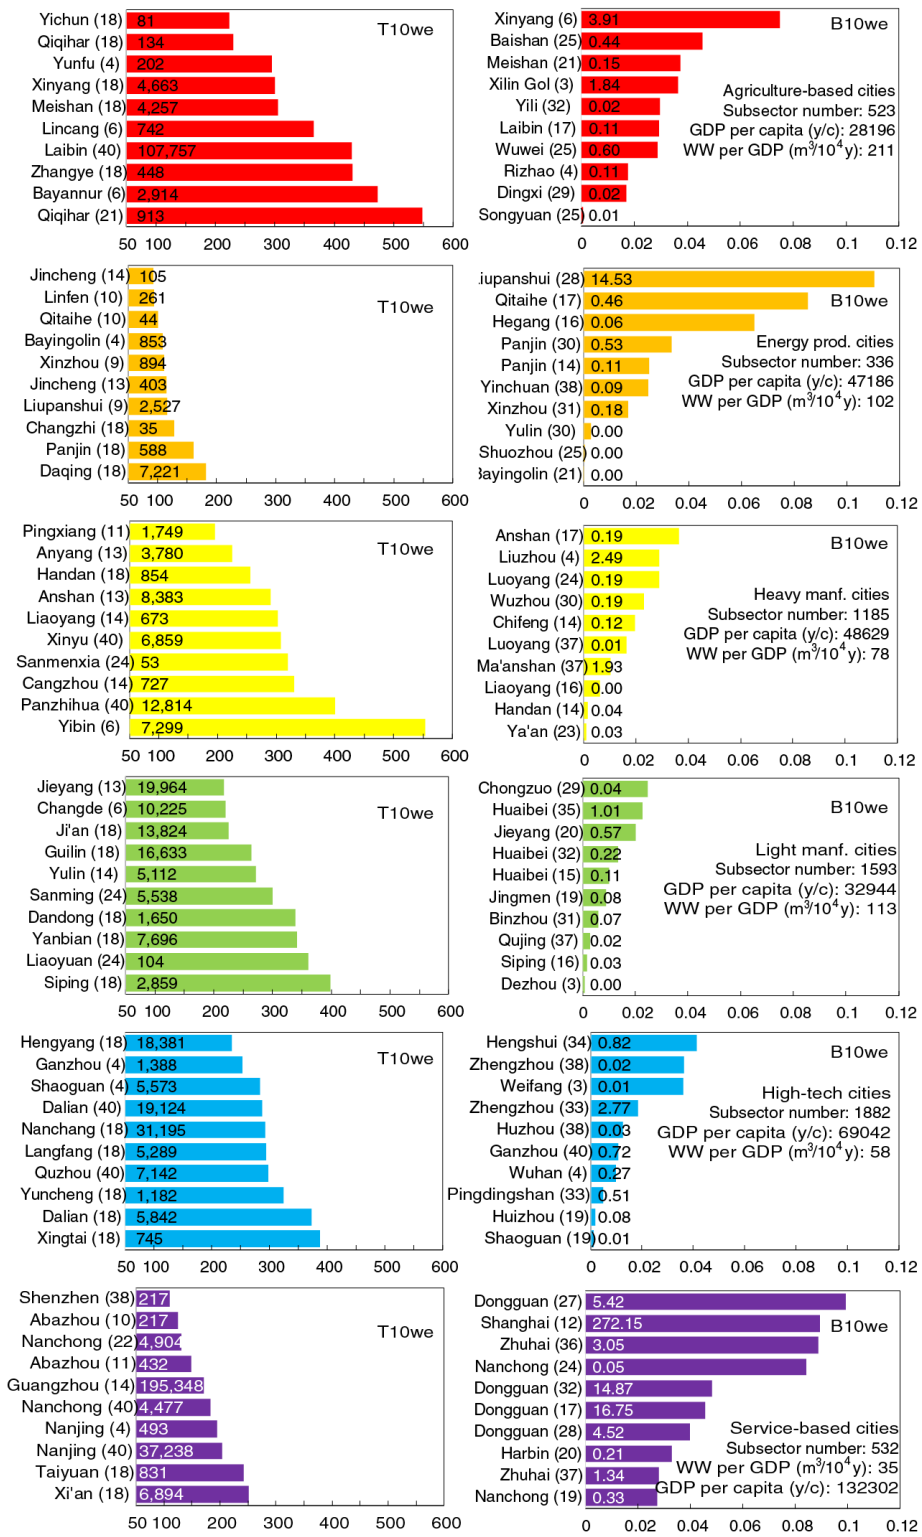 Yichun (18) 81
Qiqihar (18) 134
Yunfu (4) 202
Xinyang (18) 4,663
Meishan (18) 4,257
Lincang (6) 742
Laibin (40) 107,757
Zhangye (18) 448
Bayannur (6) 2,914
Qiqihar (21) 913
T10we
50 100 200 300 400 500 600
Xinyang (6) 3.91
Baishan (25) 0.44
Meishan (21) 0.15
Xilin Gol (3) 1.84
Yili (32) 0.02
Laibin (17) 0.11
Wuwei (25) 0.60
Rizhao (4) 0.11
Dingxi (29) 0.02
Songyuan (25) 0.01
B10we
Agriculture-based cities
Subsector number: 523
GDP per capita (y/c): 28196
WW per GDP (m³/10⁴y): 211
0 0.02 0.04 0.06 0.08 0.1 0.12
Jincheng (14) 105
Linfen (10) 261
Qitaihe (10) 44
Bayingolin (4) 853
Xinzhou (9) 894
Jincheng (13) 403
Liupanshui (9) 2,527
Changzhi (18) 35
Panjin (18) 588
Daqing (18) 7,221
T10we
50 100 200 300 400 500 600
iupanshui (28) 14.53
Qitaihe (17) 0.46
Hegang (16) 0.06
Panjin (30) 0.53
Panjin (14) 0.11
Yinchuan (38) 0.09
Xinzhou (31) 0.18
Yulin (30) 0.00
Shuozhou (25) 0.00
Bayingolin (21) 0.00
B10we
Energy prod. cities
Subsector number: 336
GDP per capita (y/c): 47186
WW per GDP (m³/10⁴y): 102
0 0.02 0.04 0.06 0.08 0.1 0.12
Pingxiang (11) 1,749
Anyang (13) 3,780
Handan (18) 854
Anshan (13) 8,383
Liaoyang (14) 673
Xinyu (40) 6,859
Sanmenxia (24) 53
Cangzhou (14) 727
Panzhihua (40) 12,814
Yibin (6) 7,299
T10we
50 100 200 300 400 500 600
Anshan (17) 0.19
Liuzhou (4) 2.49
Luoyang (24) 0.19
Wuzhou (30) 0.19
Chifeng (14) 0.12
Luoyang (37) 0.01
Ma'anshan (37) 1.93
Liaoyang (16) 0.00
Handan (14) 0.04
Ya'an (23) 0.03
B10we
Heavy manf. cities
Subsector number: 1185
GDP per capita (y/c): 48629
WW per GDP (m³/10⁴y): 78
0 0.02 0.04 0.06 0.08 0.1 0.12
Jieyang (13) 19,964
Changde (6) 10,225
Ji'an (18) 13,824
Guilin (18) 16,633
Yulin (14) 5,112
Sanming (24) 5,538
Dandong (18) 1,650
Yanbian (18) 7,696
Liaoyuan (24) 104
Siping (18) 2,859
T10we
50 100 200 300 400 500 600
Chongzuo (29) 0.04
Huaibei (35) 1.01
Jieyang (20) 0.57
Huaibei (32) 0.22
Huaibei (15) 0.11
Jingmen (19) 0.08
Binzhou (31) 0.07
Qujing (37) 0.02
Siping (16) 0.03
Dezhou (3) 0.00
B10we
Light manf. cities
Subsector number: 1593
GDP per capita (y/c): 32944
WW per GDP (m³/10⁴y): 113
0 0.02 0.04 0.06 0.08 0.1 0.12
Hengyang (18) 18,381
Ganzhou (4) 1,388
Shaoguan (4) 5,573
Dalian (40) 19,124
Nanchang (18) 31,195
Langfang (18) 5,289
Quzhou (40) 7,142
Yuncheng (18) 1,182
Dalian (18) 5,842
Xingtai (18) 745
T10we
50 100 200 300 400 500 600
Hengshui (34) 0.82
Zhengzhou (38) 0.02
Weifang (3) 0.01
Zhengzhou (33) 2.77
Huzhou (38) 0.03
Ganzhou (40) 0.72
Wuhan (4) 0.27
Pingdingshan (33) 0.51
Huizhou (19) 0.08
Shaoguan (19) 0.01
B10we
High-tech cities
Subsector number: 1882
GDP per capita (y/c): 69042
WW per GDP (m³/10⁴y): 58
0 0.02 0.04 0.06 0.08 0.1 0.12
Shenzhen (38) 217
Abazhou (10) 217
Nanchong (22) 4,904
Abazhou (11) 432
Guangzhou (14) 195,348
Nanchong (40) 4,477
Nanjing (4) 493
Nanjing (40) 37,238
Taiyuan (18) 831
Xi'an (18) 6,894
T10we
50 100 200 300 400 500 600
Dongguan (27) 5.42
Shanghai (12) 272.15
Zhuhai (36) 3.05
Nanchong (24) 0.05
Dongguan (32) 14.87
Dongguan (17) 16.75
Dongguan (28) 4.52
Harbin (20) 0.21
Zhuhai (37) 1.34
Nanchong (19) 0.33
B10we
Service-based cities
Subsector number: 532
WW per GDP (m³/10⁴y): 35
GDP per capita (y/c): 132302
0 0.02 0.04 0.06 0.08 0.1 0.12